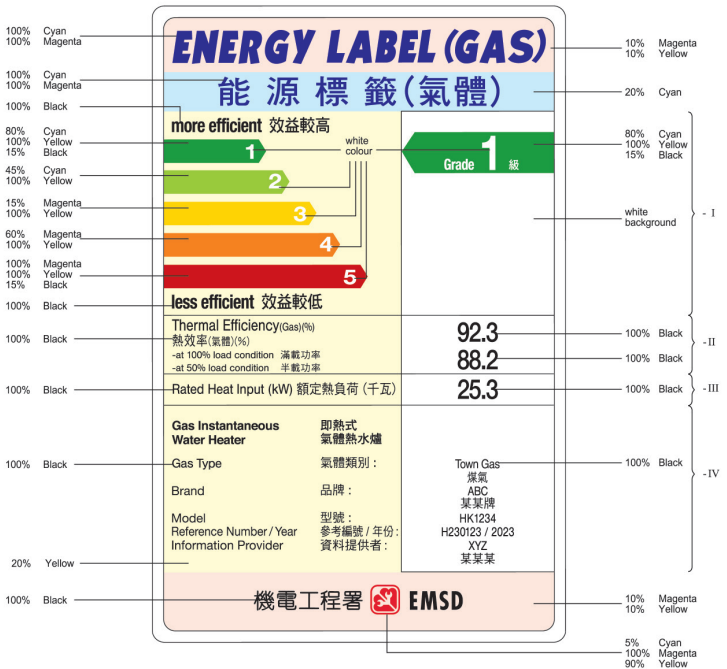 100% Cyan
100% Magenta
ENERGY LABEL (GAS)
10% Magenta
10% Yellow
100% Cyan
100% Magenta
能源標籤(氣體)
20% Cyan
100% Black
more efficient 效益較高
80% Cyan
100% Yellow
15% Black
1
white
colour
Grade 1 級
80% Cyan
100% Yellow
15% Black
45% Cyan
100% Yellow
2
15% Magenta
100% Yellow
3
white
background
- I
60% Magenta
100% Yellow
4
100% Magenta
100% Yellow
15% Black
5
100% Black
less efficient 效益較低
100% Black
Thermal Efficiency(Gas)(%)
熱效率(氣體)(%)
-at 100% load condition 滿載功率
-at 50% load condition 半載功率
92.3
88.2
100% Black
100% Black
-II
100% Black
Rated Heat Input (kW) 額定熱負荷 (千瓦)
25.3
100% Black
-III
Gas Instantaneous 即熱式
Water Heater 氣體熱水爐
100% Black
Gas Type 氣體類別 : Town Gas
煤氣
100% Black
-IV
Brand 品牌 : ABC
某某牌
Model 型號 : HK1234
Reference Number / Year 參考編號 / 年份 : H230123 / 2023
Information Provider 資料提供者 : XYZ
某某某
20% Yellow
100% Black
機電工程署 EMSD
10% Magenta
10% Yellow
5% Cyan
100% Magenta
90% Yellow